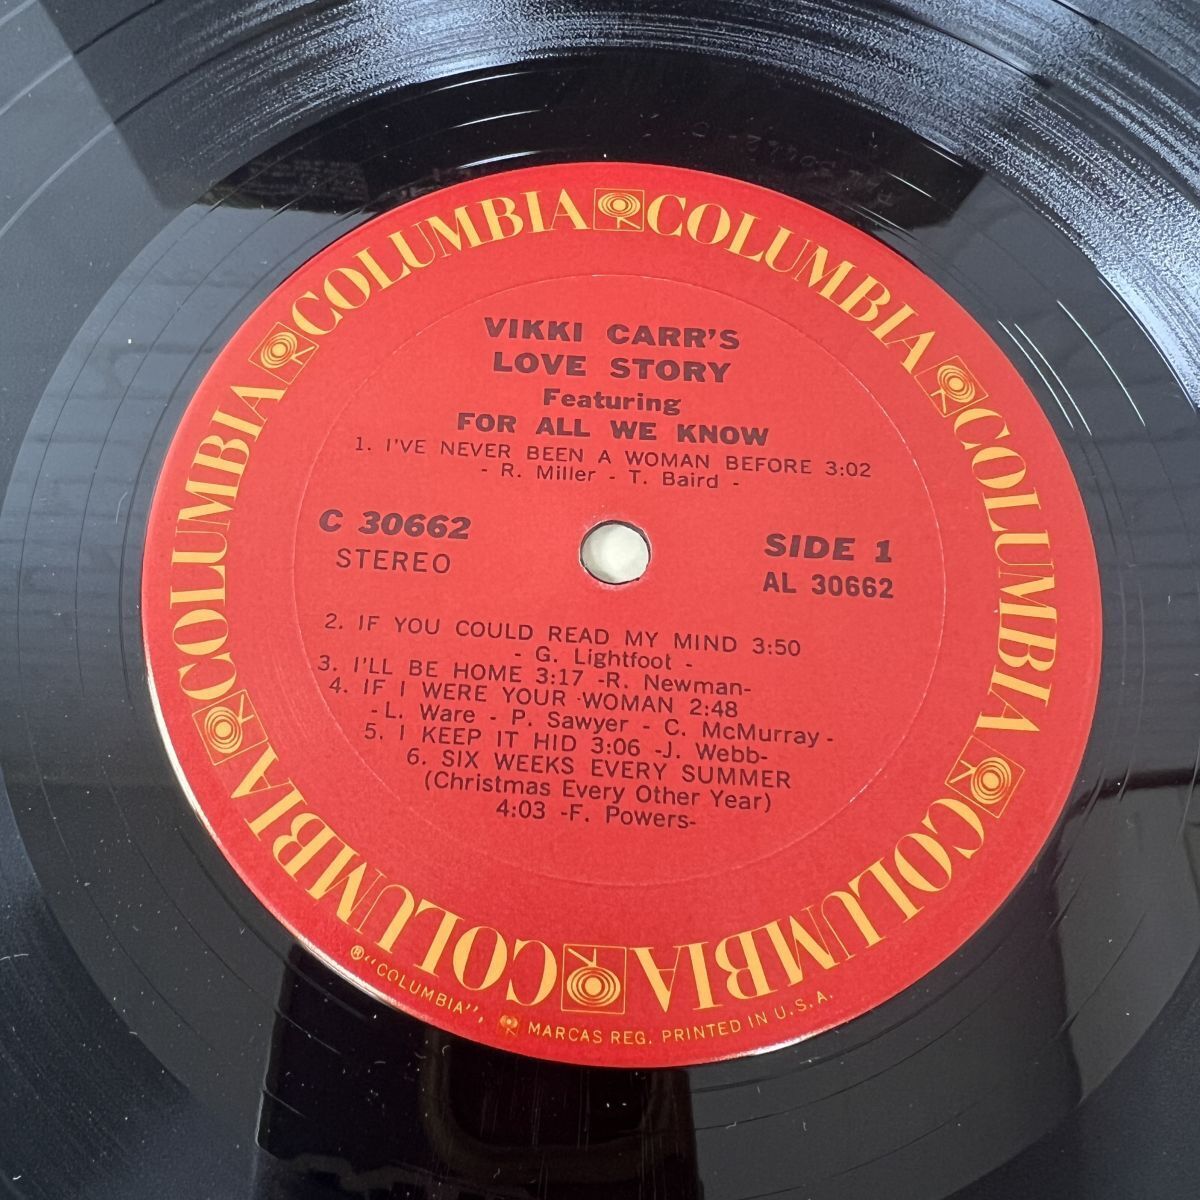 COLUMBIA COLUMBIA COLUMBIA COLUMBIA COLUMBIA COLUMBIA COLUMBIA COLUMBIA COLUMBIA
VIKKI CARR'S
LOVE STORY
Featuring
FOR ALL WE KNOW
1. I'VE NEVER BEEN A WOMAN BEFORE 3:02
- R. Miller - T. Baird -
C 30662
STEREO
SIDE 1
AL 30662
2. IF YOU COULD READ MY MIND 3:50
- G. Lightfoot -
3. I'LL BE HOME 3:17 -R. Newman-
4. IF I WERE YOUR WOMAN 2:48
- L. Ware - P. Sawyer - C. McMurray -
5. I KEEP IT HID 3:06 -J. Webb-
6. SIX WEEKS EVERY SUMMER
(Christmas Every Other Year)
4:03 -F. Powers-
® "COLUMBIA", MARCAS REG. PRINTED IN U.S.A.